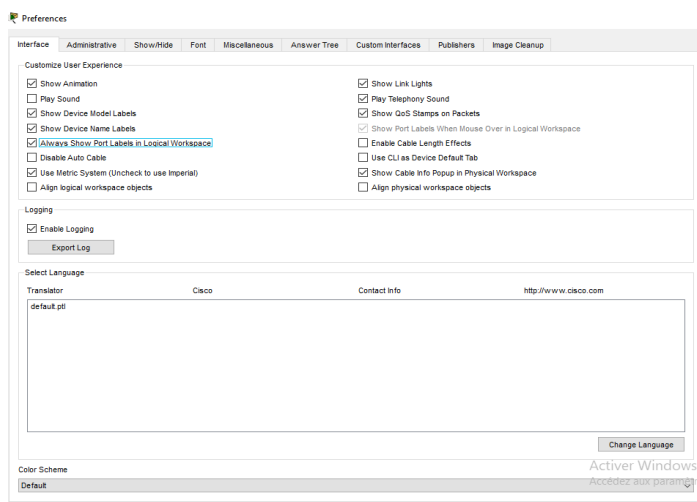 Preferences
Interface Administrative Show/Hide Font Miscellaneous Answer Tree Custom Interfaces Publishers Image Cleanup
Customize User Experience
Show Animation Show Link Lights
Play Sound Play Telephony Sound
Show Device Model Labels Show QoS Stamps on Packets
Show Device Name Labels Show Port Labels When Mouse Over in Logical Workspace
Always Show Port Labels in Logical Workspace Enable Cable Length Effects
Disable Auto Cable Use CLI as Device Default Tab
Use Metric System (Uncheck to use Imperial) Show Cable Info Popup in Physical Workspace
Align logical workspace objects Align physical workspace objects
Logging
Enable Logging
Export Log
Select Language
Translator Cisco Contact Info http://www.cisco.com
default.ptl
Change Language
Activer Windows
Color Scheme
Accédez aux
Default